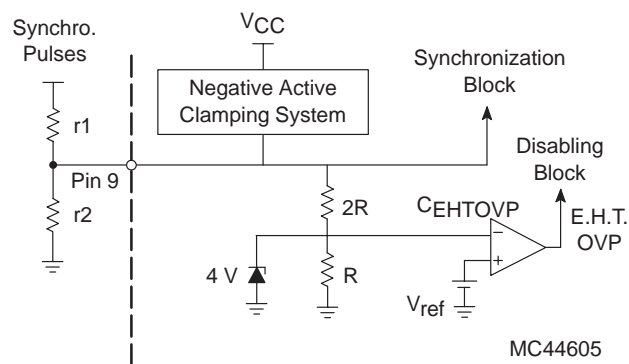 Synchro.
Pulses
VCC
Negative Active
Clamping System
Synchronization
Block
r1
Pin 9
Disabling
Block
r2
2R
CEHTOVP
E.H.T.
OVP
−
+
4 V
R
Vref
MC44605